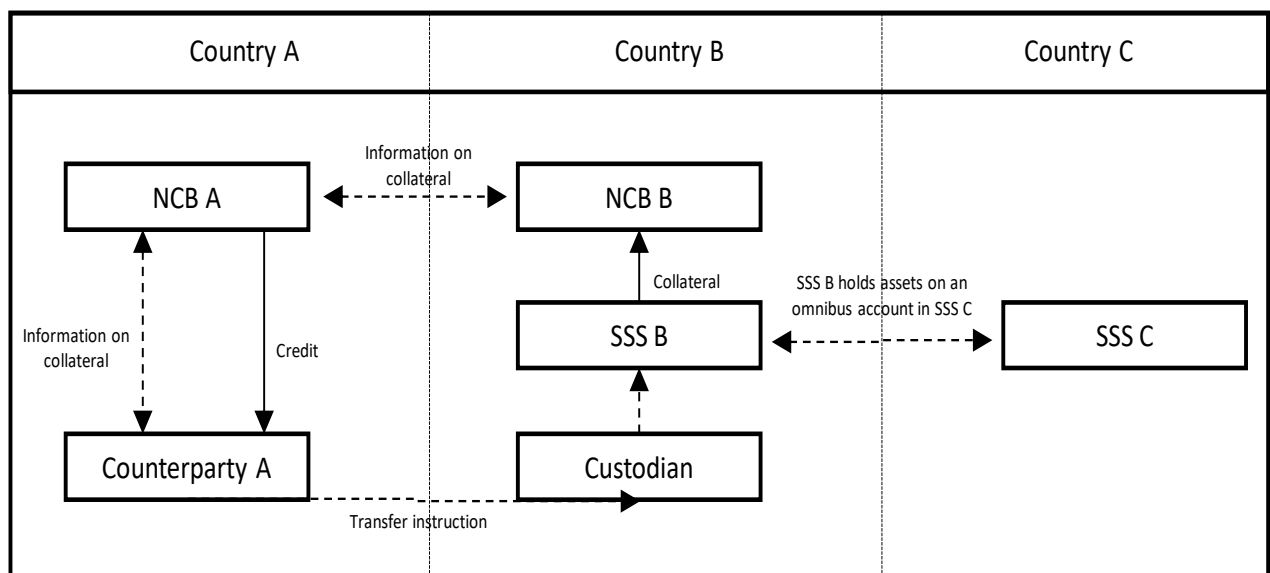 Country A
Country B
Country C
Information on
collateral
NCB A
NCB B
Collateral
SSS B holds assets on an
omnibus account in SSS C
Information on
collateral
Credit
SSS B
SSS C
Counterparty A
Custodian
Transfer instruction